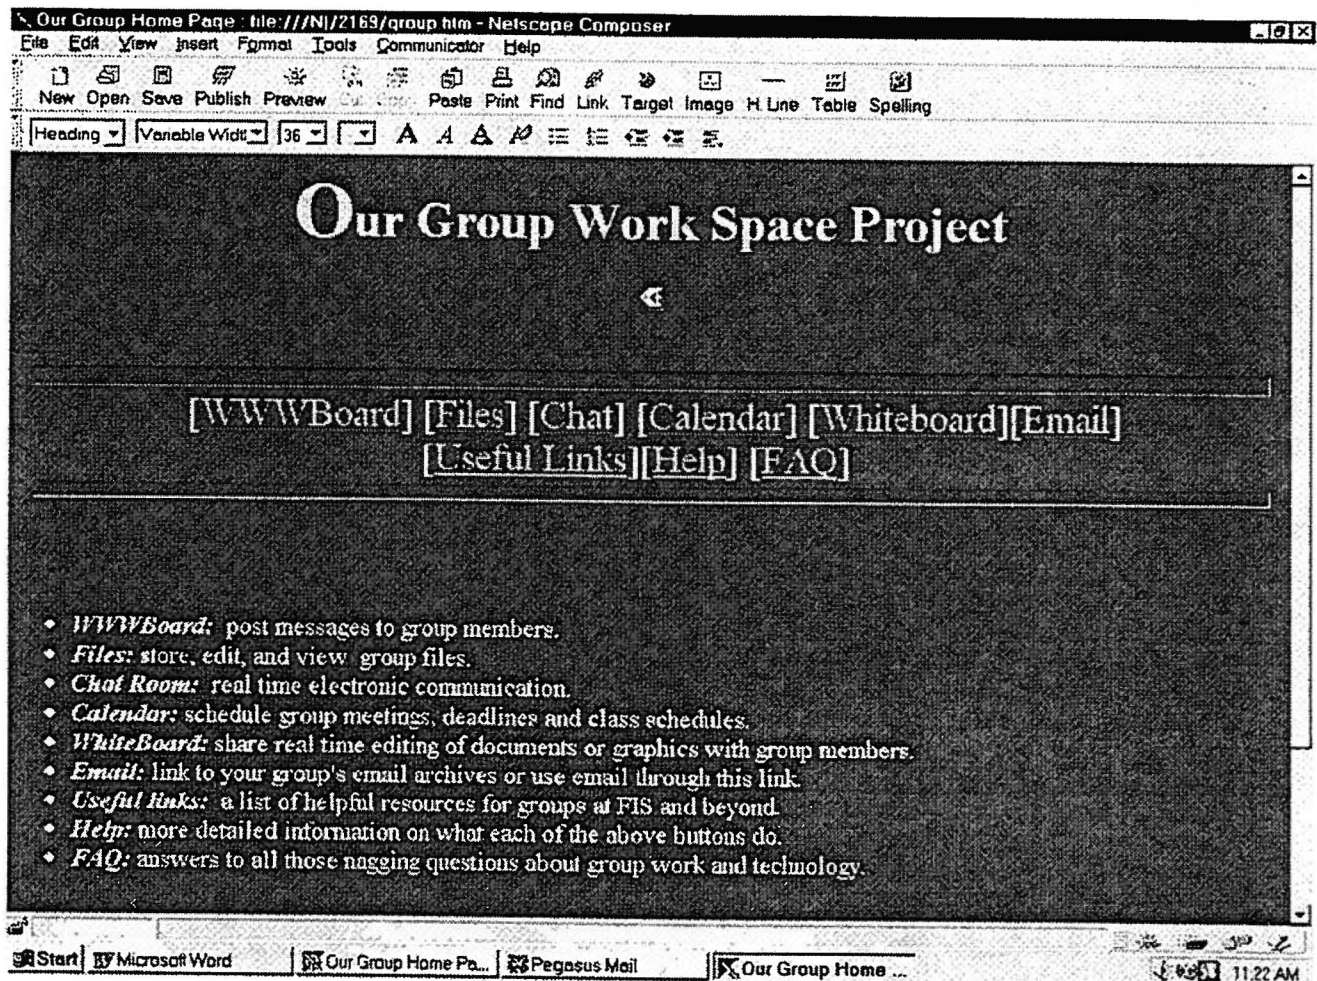 Our Group Home Page : file:///N|/2169/group.htm - Netscape Composer
File Edit View Insert Format Tools Communicator Help
New Open Save Publish Preview Cut Copy Paste Print Find Link Target Image H. Line Table Spelling
Heading Variable Widt 36 A A A
Our Group Work Space Project
[WWWBoard] [Files] [Chat] [Calendar] [Whiteboard][Email]
[Useful Links][Help] [FAQ]
WWWBoard: post messages to group members.
Files: store, edit, and view group files.
Chat Room: real time electronic communication.
Calendar: schedule group meetings, deadlines and class schedules.
WhiteBoard: share real time editing of documents or graphics with group members.
Email: link to your group's email archives or use email through this link.
Useful links: a list of helpful resources for groups at FIS and beyond.
Help: more detailed information on what each of the above buttons do.
FAQ: answers to all those nagging questions about group work and technology.
Start Microsoft Word Our Group Home Pa... Pegasus Mail Our Group Home ... 11:22 AM